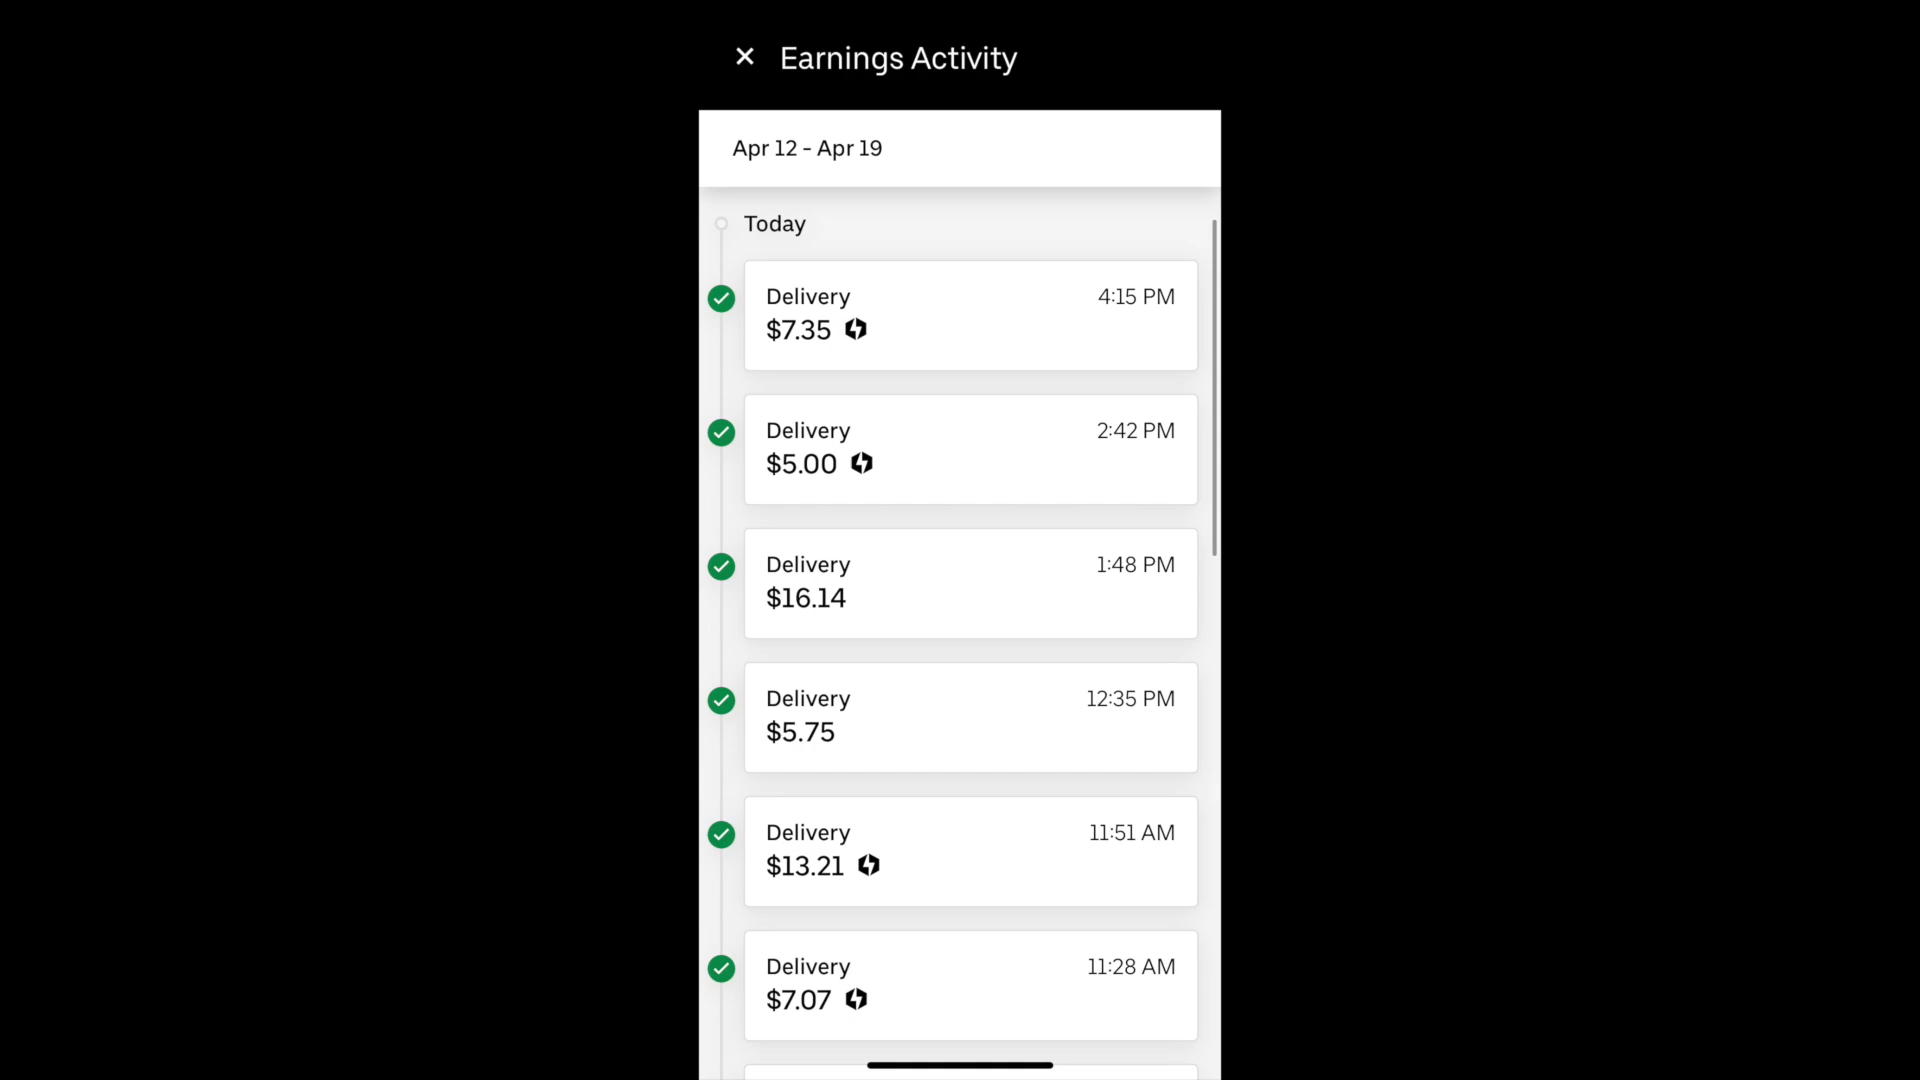 Earnings Activity
Apr 12 - Apr 19
Today
Delivery 4:15 PM
$7.35
Delivery 2:42 PM
$5.00
Delivery 1:48 PM
$16.14
Delivery 12:35 PM
$5.75
Delivery 11:51 AM
$13.21
Delivery 11:28 AM
$7.07